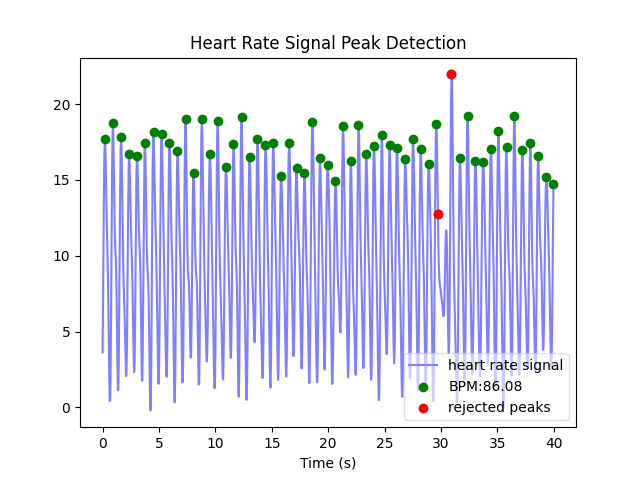 Heart Rate Signal Peak Detection
20
15
10
5
0
heart rate signal
BPM:86.08
rejected peaks
0 5 10 15 20 25 30 35 40
Time (s)